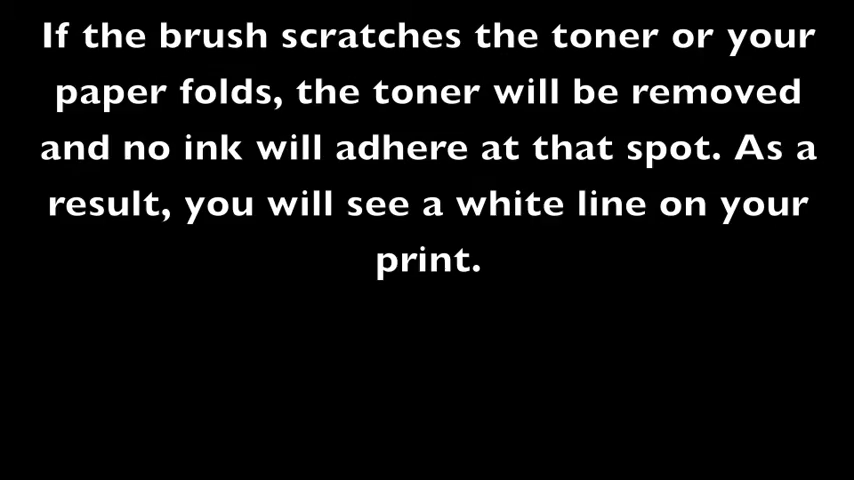 If the brush scratches the toner or your
paper folds, the toner will be removed
and no ink will adhere at that spot. As a
result, you will see a white line on your
print.